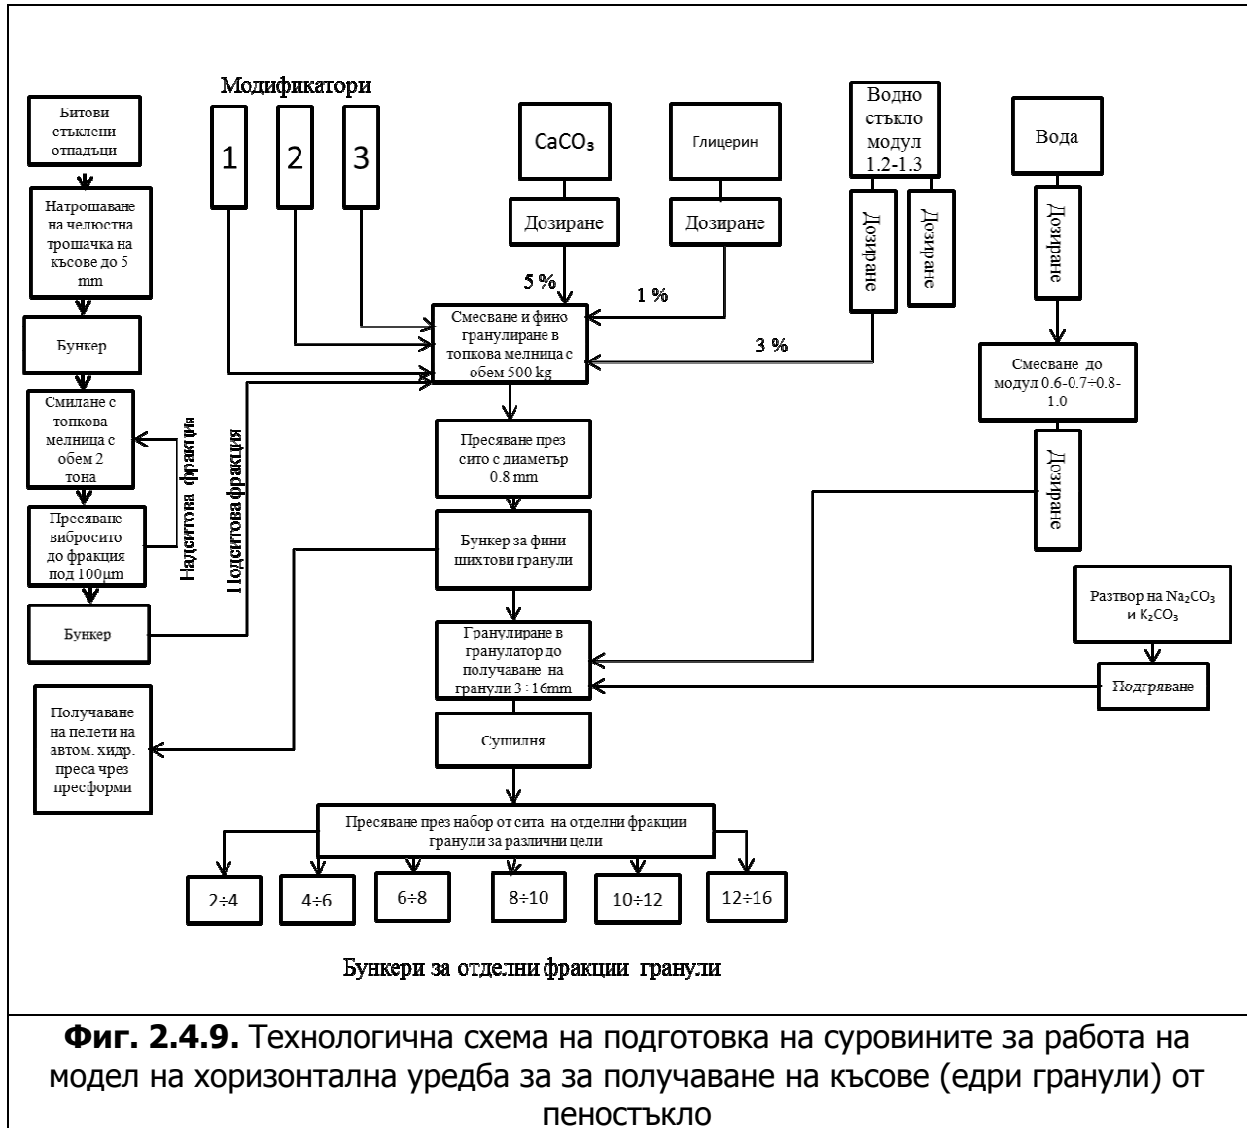 Модификатори
Битови
стъклени
отпадъци
1
2
3
CaCO₃
Глицерин
Водно
стъкло
модул
1.2-1.3
Вода
Натрошаване
на челюстна
трошачка на
късове до 5
mm
Дозиране
Дозиране
Дозиране
Дозиране
Дозиране
5 %
1 %
3 %
Бункер
Смесване и фино
гранулиране в
топкова мелница с
обем 500 kg
Смесване до
модул 0.6-0.7÷0.8-
1.0
Смилане с
топкова
мелница с
обем 2
тона
Надситова фракция
Подситова фракция
Пресяване през
сито с диаметър
0.8 mm
Дозиране
Пресяване
вибросито
до фракция
под 100μm
Бункер за фини
шихтови гранули
Разтвор на Na₂CO₃
и K₂CO₃
Бункер
Гранулиране в
гранулатор до
получаване на
гранули 3÷16mm
Подгряване
Получаване
на пелети на
автом. хидр.
преса чрез
пресформи
Сушилня
Пресяване през набор от сита на отделни фракции
гранули за различни цели
2÷4
4÷6
6÷8
8÷10
10÷12
12÷16
Бункери за отделни фракции гранули
Фиг. 2.4.9. Технологична схема на подготовка на суровините за работа на
модел на хоризонтална уредба за за получаване на късове (едри гранули) от
пеностъкло